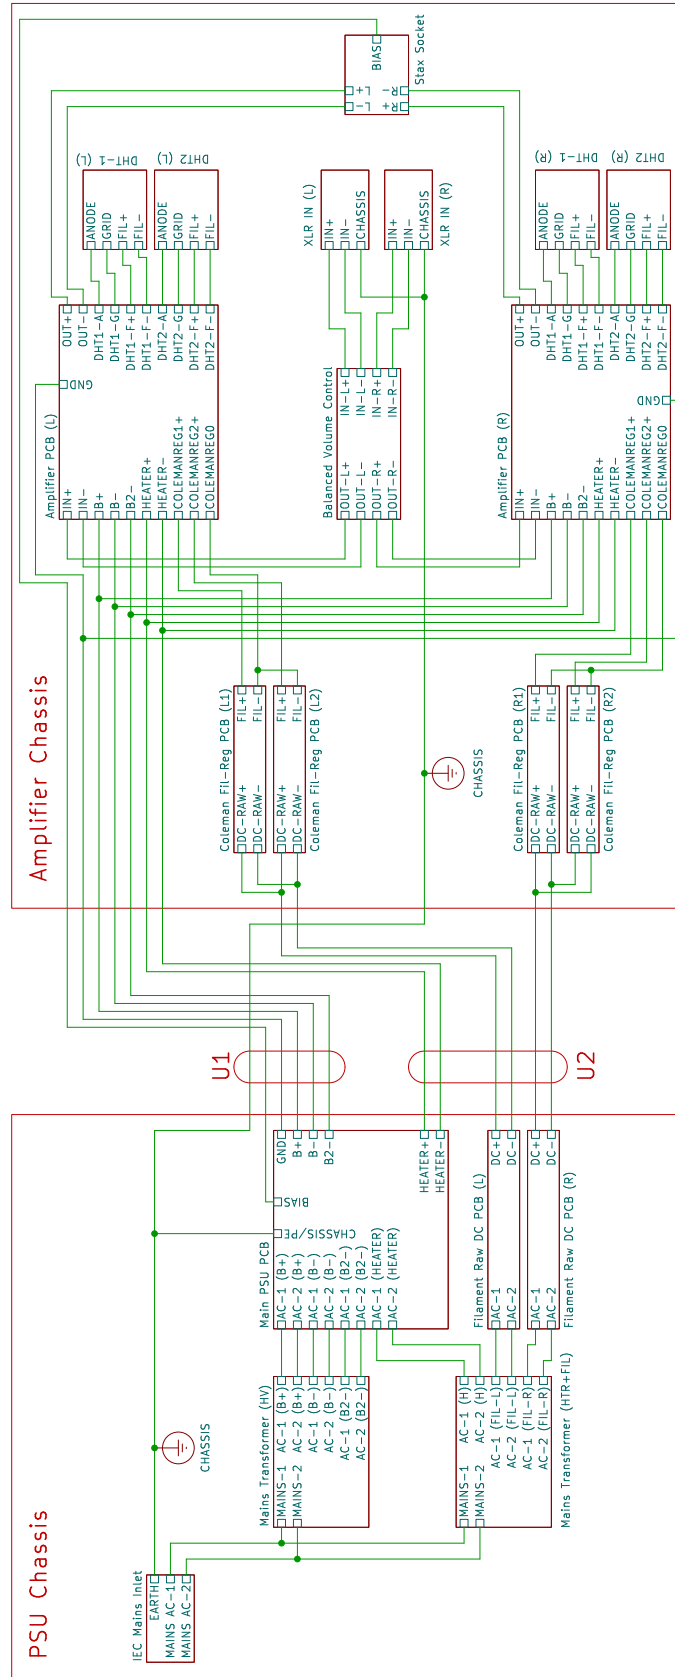 Stax Socket
BIAS
L+
L-
R-
R+
DHT-1 (L)
ANODE
GRID
FIL+
FIL-
DHT2 (L)
ANODE
GRID
FIL+
FIL-
XLR IN (L)
IN+
IN-
CHASSIS
XLR IN (R)
IN+
IN-
CHASSIS
DHT-1 (R)
ANODE
GRID
FIL+
FIL-
DHT2 (R)
ANODE
GRID
FIL+
FIL-
Amplifier PCB (L)
OUT+
OUT-
DHT1-A
DHT1-G
DHT1-F+
DHT1-F-
DHT2-A
DHT2-G
DHT2-F+
DHT2-F-
GND
IN+
IN-
B+
B-
B2-
HEATER+
HEATER-
COLEMANREG1+
COLEMANREG2+
COLEMANREG0
Balanced Volume Control
IN-L+
IN-L-
IN-R+
IN-R-
OUT-L+
OUT-L-
OUT-R+
OUT-R-
Amplifier PCB (R)
OUT+
OUT-
DHT1-A
DHT1-G
DHT1-F+
DHT1-F-
DHT2-A
DHT2-G
DHT2-F+
DHT2-F-
GND
IN+
IN-
B+
B-
B2-
HEATER+
HEATER-
COLEMANREG1+
COLEMANREG2+
COLEMANREG0
Amplifier Chassis
Coleman Fil-Reg PCB (L1)
FIL+
FIL-
DC-RAW+
DC-RAW-
Coleman Fil-Reg PCB (L2)
FIL+
FIL-
DC-RAW+
DC-RAW-
CHASSIS
Coleman Fil-Reg PCB (R1)
FIL+
FIL-
DC-RAW+
DC-RAW-
Coleman Fil-Reg PCB (R2)
FIL+
FIL-
DC-RAW+
DC-RAW-
U1
U2
PSU Chassis
Main PSU PCB
GND
B+
B-
B2-
HEATER+
HEATER-
BIAS
CHASSIS/PE
AC-1 (B+)
AC-2 (B+)
AC-1 (B-)
AC-2 (B-)
AC-1 (B2-)
AC-2 (B2-)
AC-1 (HEATER)
AC-2 (HEATER)
Filament Raw DC PCB (L)
DC+
DC-
AC-1
AC-2
Filament Raw DC PCB (R)
DC+
DC-
AC-1
AC-2
Mains Transformer (HV)
MAINS-1
MAINS-2
AC-1 (B+)
AC-2 (B+)
AC-1 (B-)
AC-2 (B-)
AC-1 (B2-)
AC-2 (B2-)
Mains Transformer (HTR+FIL)
MAINS-1
MAINS-2
AC-1 (H)
AC-2 (H)
AC-1 (FIL-L)
AC-2 (FIL-L)
AC-1 (FIL-R)
AC-2 (FIL-R)
CHASSIS
IEC Mains Inlet
EARTH
MAINS AC-1
MAINS AC-2